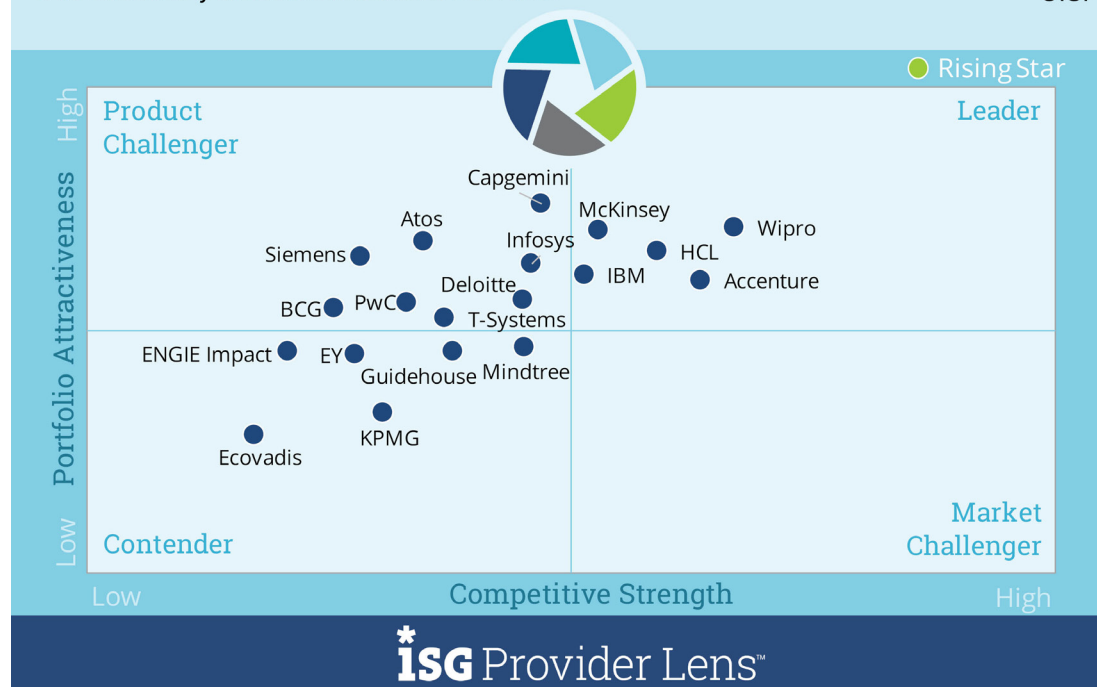 Rising Star
High
Product
Challenger
Leader
Capgemini
McKinsey
Atos
Wipro
Infosys
Siemens
HCL
IBM
Accenture
Deloitte
BCG
PwC
T-Systems
ENGIE Impact
EY
Guidehouse
Mindtree
KPMG
Ecovadis
Portfolio Attractiveness
Low
Market
Challenger
Contender
Low
Competitive Strength
High
*iSG Provider Lens™